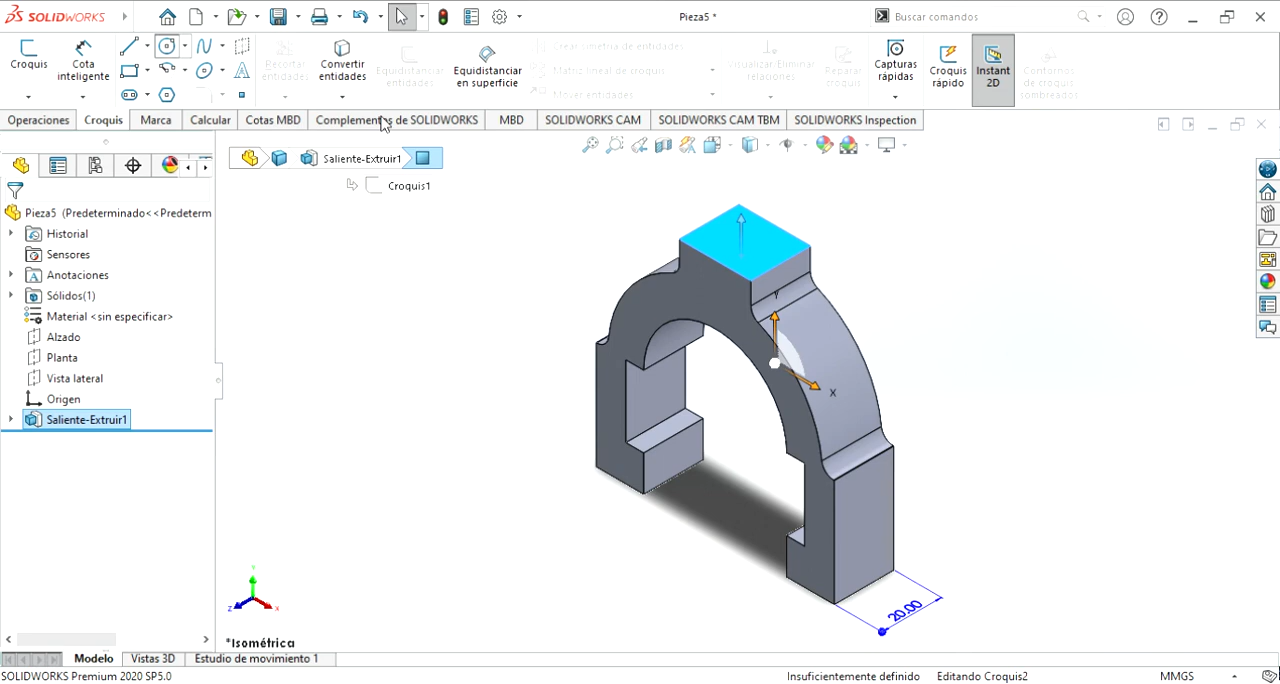 SOLIDWORKS
Pieza5 *
Buscar comandos
Croquis
Cota inteligente
Recortar entidades
Convertir entidades
Equidistanciar entidades
Equidistanciar en superficie
Crear simetría de entidades
Matriz lineal de croquis
Mover entidades
Visualizar/Eliminar relaciones
Reparar croquis
Capturas rápidas
Croquis rápido
Instant 2D
Contornos de croquis sombreados
Operaciones
Croquis
Marca
Calcular
Cotas MBD
Complementos de SOLIDWORKS
MBD
SOLIDWORKS CAM
SOLIDWORKS CAM TBM
SOLIDWORKS Inspection
Saliente-Extruir1
Croquis1
Pieza5 (Predeterminado<<Predeterm
Historial
Sensores
Anotaciones
Sólidos(1)
Material <sin especificar>
Alzado
Planta
Vista lateral
Origen
Saliente-Extruir1
Y
X
20.00
Y
Z
X
*Isométrica
Modelo
Vistas 3D
Estudio de movimiento 1
SOLIDWORKS Premium 2020 SP5.0
Insuficientemente definido
Editando Croquis2
MMGS